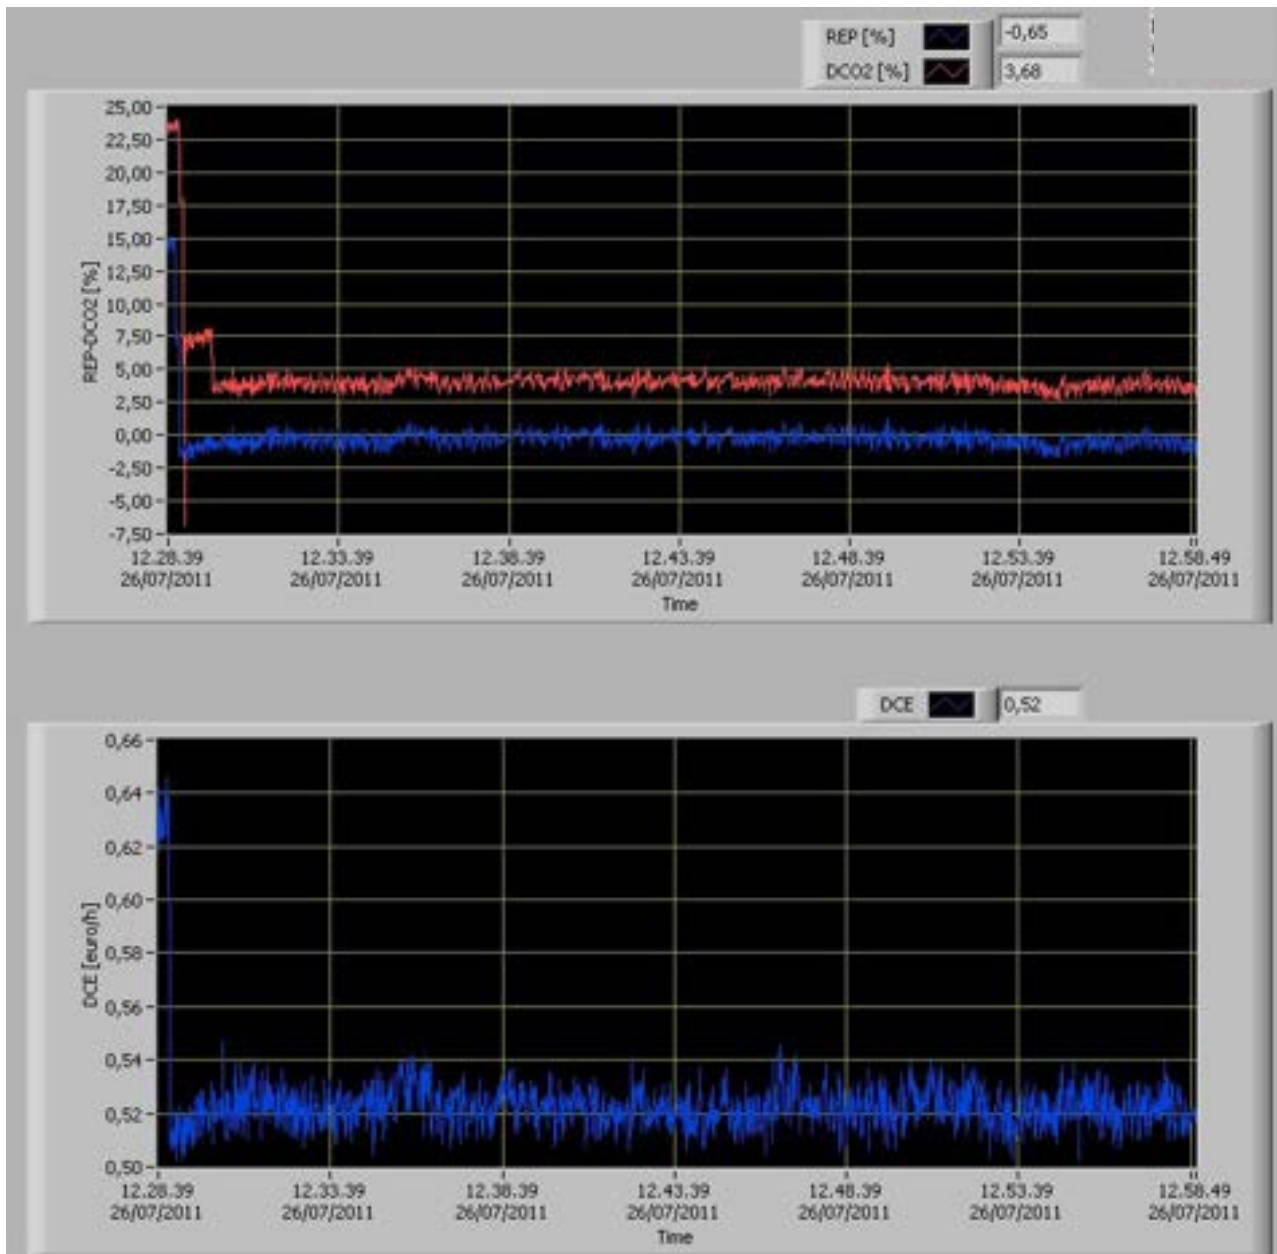 REP [%] -0,65
DCO2 [%] 3,68
25,00
22,50
20,00
17,50
15,00
12,50
10,00
7,50
5,00
2,50
0,00
-2,50
-5,00
-7,50
REP-DCO2 [%]
12.28.39 12.33.39 12.38.39 12.43.39 12.48.39 12.53.39 12.58.49
26/07/2011 26/07/2011 26/07/2011 26/07/2011 26/07/2011 26/07/2011 26/07/2011
Time
DCE 0,52
0,66
0,64
0,62
0,60
0,58
0,56
0,54
0,52
0,50
DCE [euro/h]
12.28.39 12.33.39 12.38.39 12.43.39 12.48.39 12.53.39 12.58.49
26/07/2011 26/07/2011 26/07/2011 26/07/2011 26/07/2011 26/07/2011 26/07/2011
Time